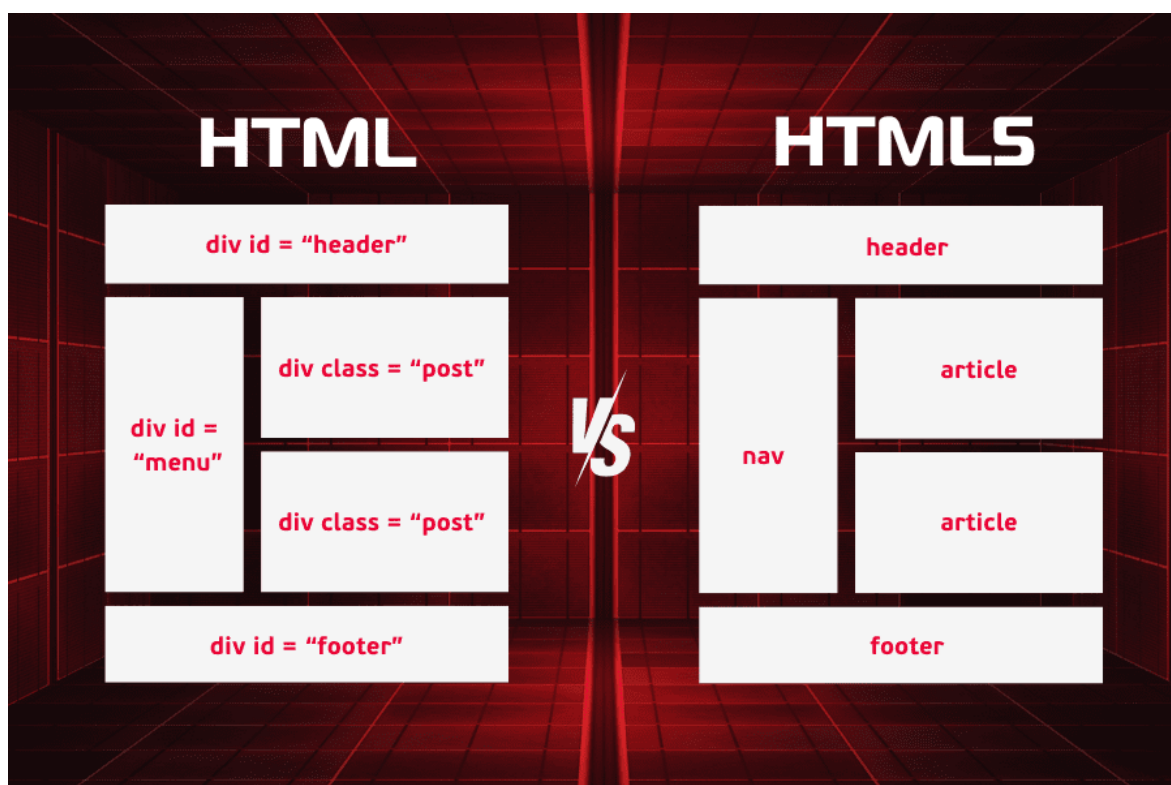 HTML
div id = “header”
div id =
“menu”
div class = “post”
div class = “post”
div id = “footer”
VS
HTML5
header
nav
article
article
footer